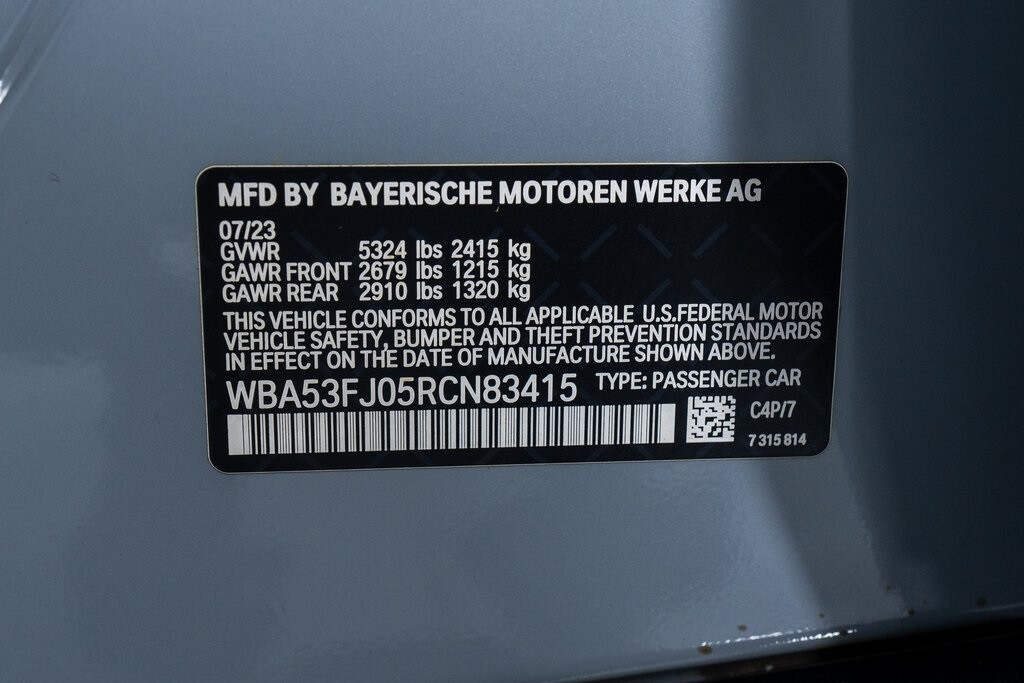 MFD BY BAYERISCHE MOTOREN WERKE AG
07/23
GVWR 5324 lbs 2415 kg
GAWR FRONT 2679 lbs 1215 kg
GAWR REAR 2910 lbs 1320 kg
THIS VEHICLE CONFORMS TO ALL APPLICABLE U.S.FEDERAL MOTOR
VEHICLE SAFETY, BUMPER AND THEFT PREVENTION STANDARDS
IN EFFECT ON THE DATE OF MANUFACTURE SHOWN ABOVE.
WBA53FJ05RCN83415 TYPE: PASSENGER CAR
C4P/7
7 315 814